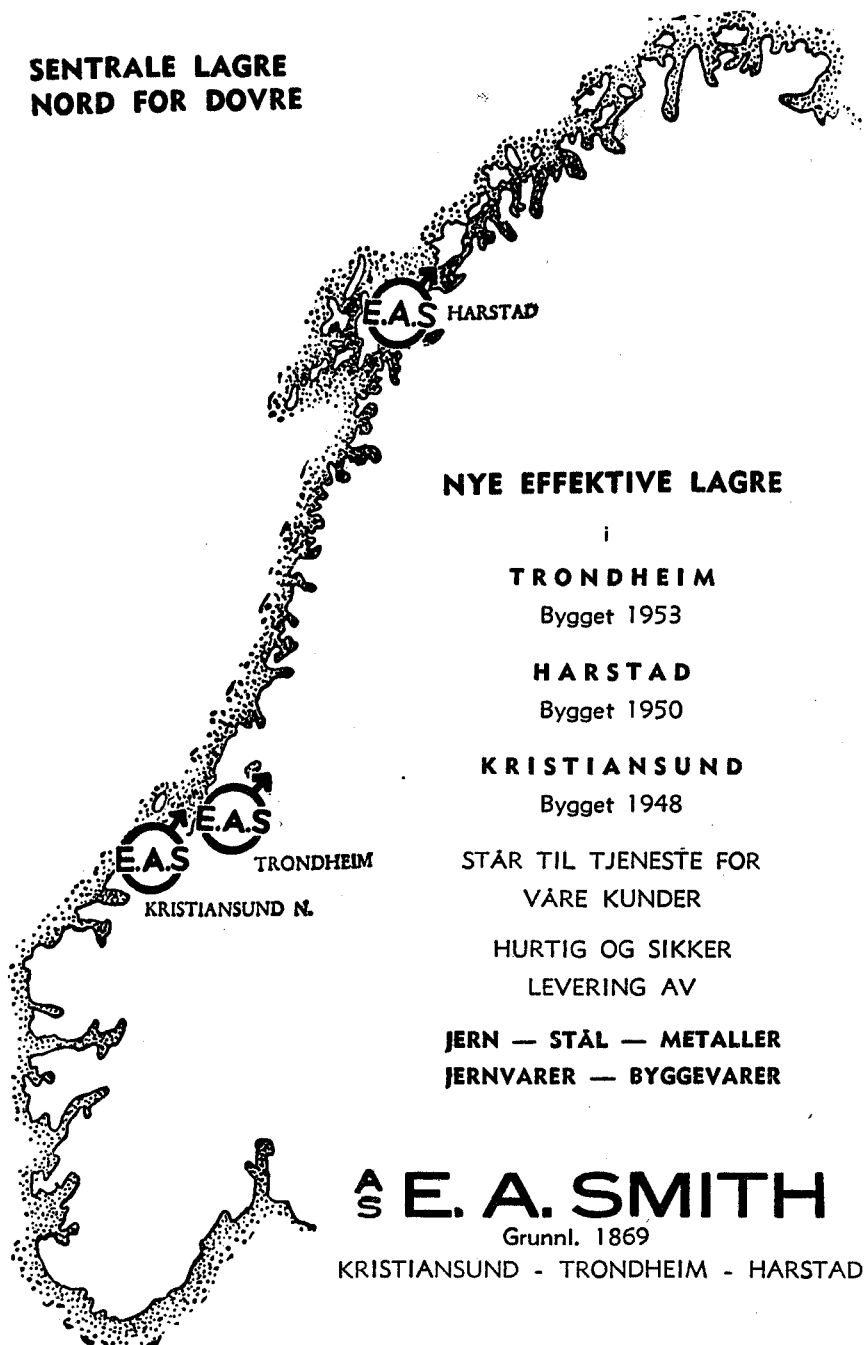 SENTRALE LAGRE
NORD FOR DOVRE
E.A.S HARSTAD
NYE EFFEKTIVE LAGRE
i
TRONDHEIM
Bygget 1953
HARSTAD
Bygget 1950
KRISTIANSUND
Bygget 1948
E.A.S
TRONDHEIM
E.A.S
KRISTIANSUND N.
STÅR TIL TJENESTE FOR
VÅRE KUNDER
HURTIG OG SIKKER
LEVERING AV
JERN — STÅL — METALLER
JERNVARER — BYGGEVARER
A/S E. A. SMITH
Grunnl. 1869
KRISTIANSUND - TRONDHEIM - HARSTAD